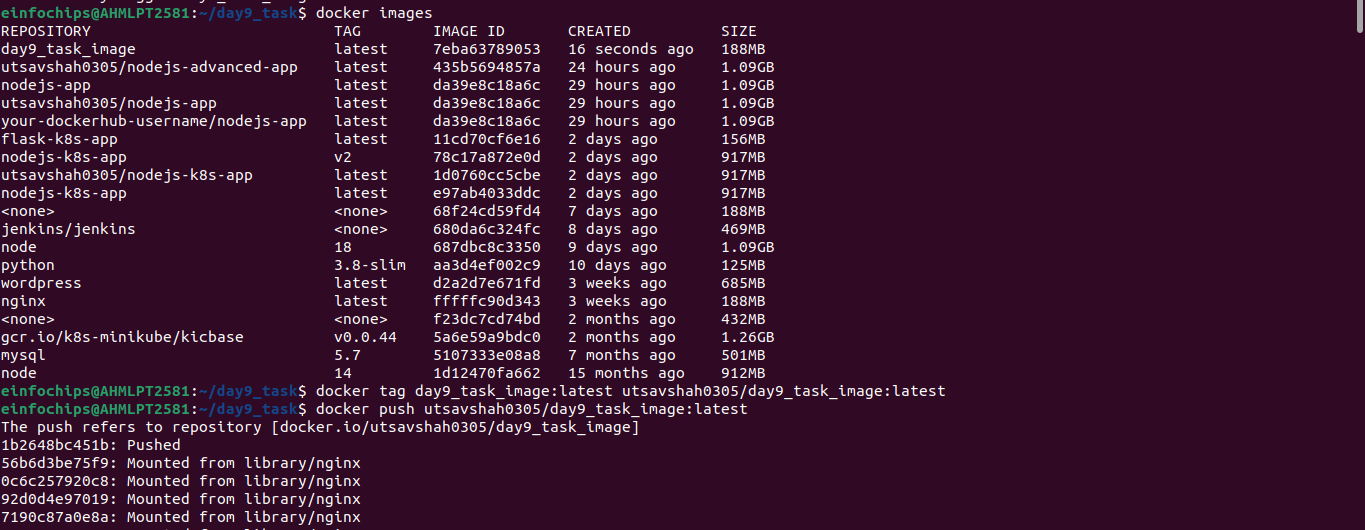 einfochips@AHMLPT2581:~/day9_task$ docker images
REPOSITORY TAG IMAGE ID CREATED SIZE
day9_task_image latest 7eba63789053 16 seconds ago 188MB
utsavshah0305/nodejs-advanced-app latest 435b5694857a 24 hours ago 1.09GB
nodejs-app latest da39e8c18a6c 29 hours ago 1.09GB
utsavshah0305/nodejs-app latest da39e8c18a6c 29 hours ago 1.09GB
your-dockerhub-username/nodejs-app latest da39e8c18a6c 29 hours ago 1.09GB
flask-k8s-app latest 11cd70cf6e16 2 days ago 156MB
nodejs-k8s-app v2 78c17a872e0d 2 days ago 917MB
utsavshah0305/nodejs-k8s-app latest 1d0760cc5cbe 2 days ago 917MB
nodejs-k8s-app latest e97ab4033ddc 2 days ago 917MB
<none> <none> 68f24cd59fd4 7 days ago 188MB
jenkins/jenkins <none> 680da6c324fc 8 days ago 469MB
node 18 687dbc8c3350 9 days ago 1.09GB
python 3.8-slim aa3d4ef002c9 10 days ago 125MB
wordpress latest d2a2d7e671fd 3 weeks ago 685MB
nginx latest fffffc90d343 3 weeks ago 188MB
<none> <none> f23dc7cd74bd 2 months ago 432MB
gcr.io/k8s-minikube/kicbase v0.0.44 5a6e59a9bdc0 2 months ago 1.26GB
mysql 5.7 5107333e08a8 7 months ago 501MB
node 14 1d12470fa662 15 months ago 912MB
einfochips@AHMLPT2581:~/day9_task$ docker tag day9_task_image:latest utsavshah0305/day9_task_image:latest
einfochips@AHMLPT2581:~/day9_task$ docker push utsavshah0305/day9_task_image:latest
The push refers to repository [docker.io/utsavshah0305/day9_task_image]
1b2648bc451b: Pushed
56b6d3be75f9: Mounted from library/nginx
0c6c257920c8: Mounted from library/nginx
92d0d4e97019: Mounted from library/nginx
7190c87a0e8a: Mounted from library/nginx